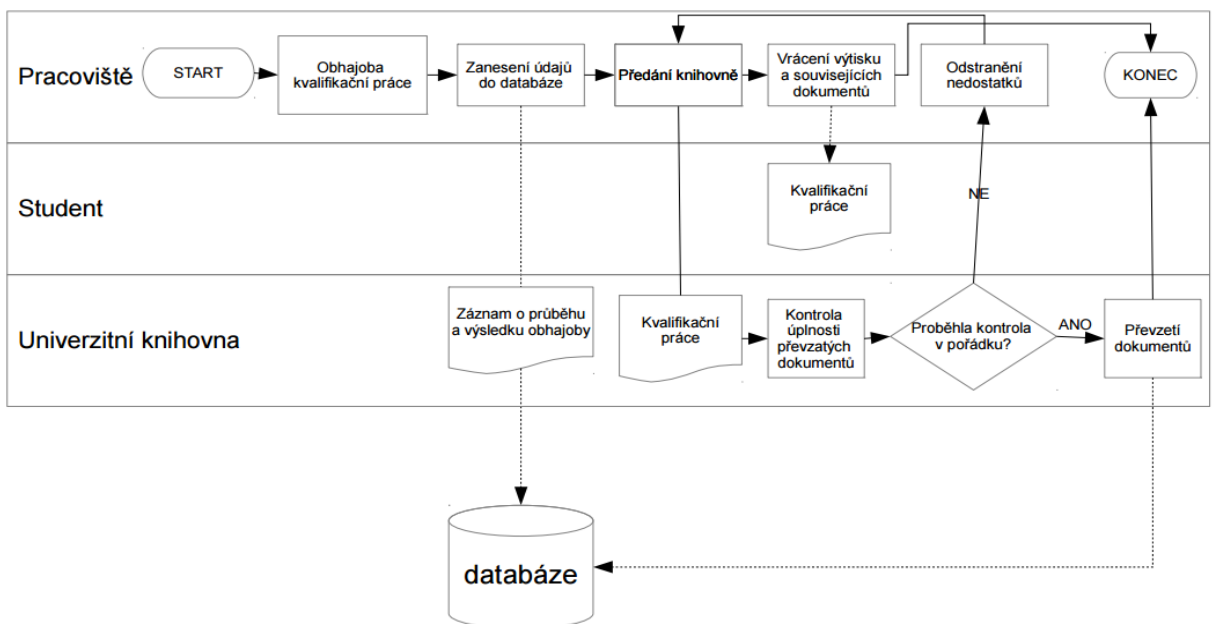 Pracoviště
START
Obhajoba
kvalifikační práce
Zanesení údajů
do databáze
Předání knihovně
Vrácení výtisku
a souvisejících
dokumentů
Odstranění
nedostatků
KONEC
Student
Kvalifikační
práce
NE
Univerzitní knihovna
Záznam o průběhu
a výsledku obhajoby
Kvalifikační
práce
Kontrola
úplnosti
převzatých
dokumentů
Proběhla kontrola
v pořádku?
ANO
Převzetí
dokumentů
databáze